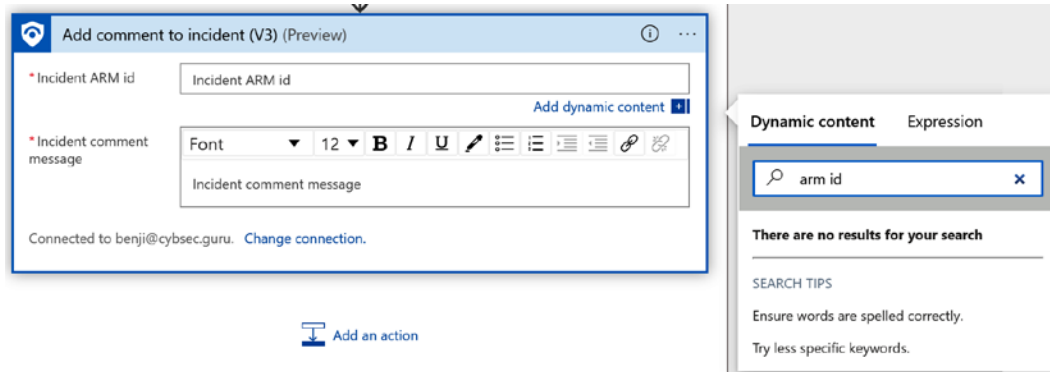 Add comment to incident (V3) (Preview)
* Incident ARM id
Incident ARM id
Add dynamic content
* Incident comment
message
Font 12 B I U
Incident comment message
Connected to benji@cybsec.guru. Change connection.
Add an action
Dynamic content Expression
arm id
There are no results for your search
SEARCH TIPS
Ensure words are spelled correctly.
Try less specific keywords.